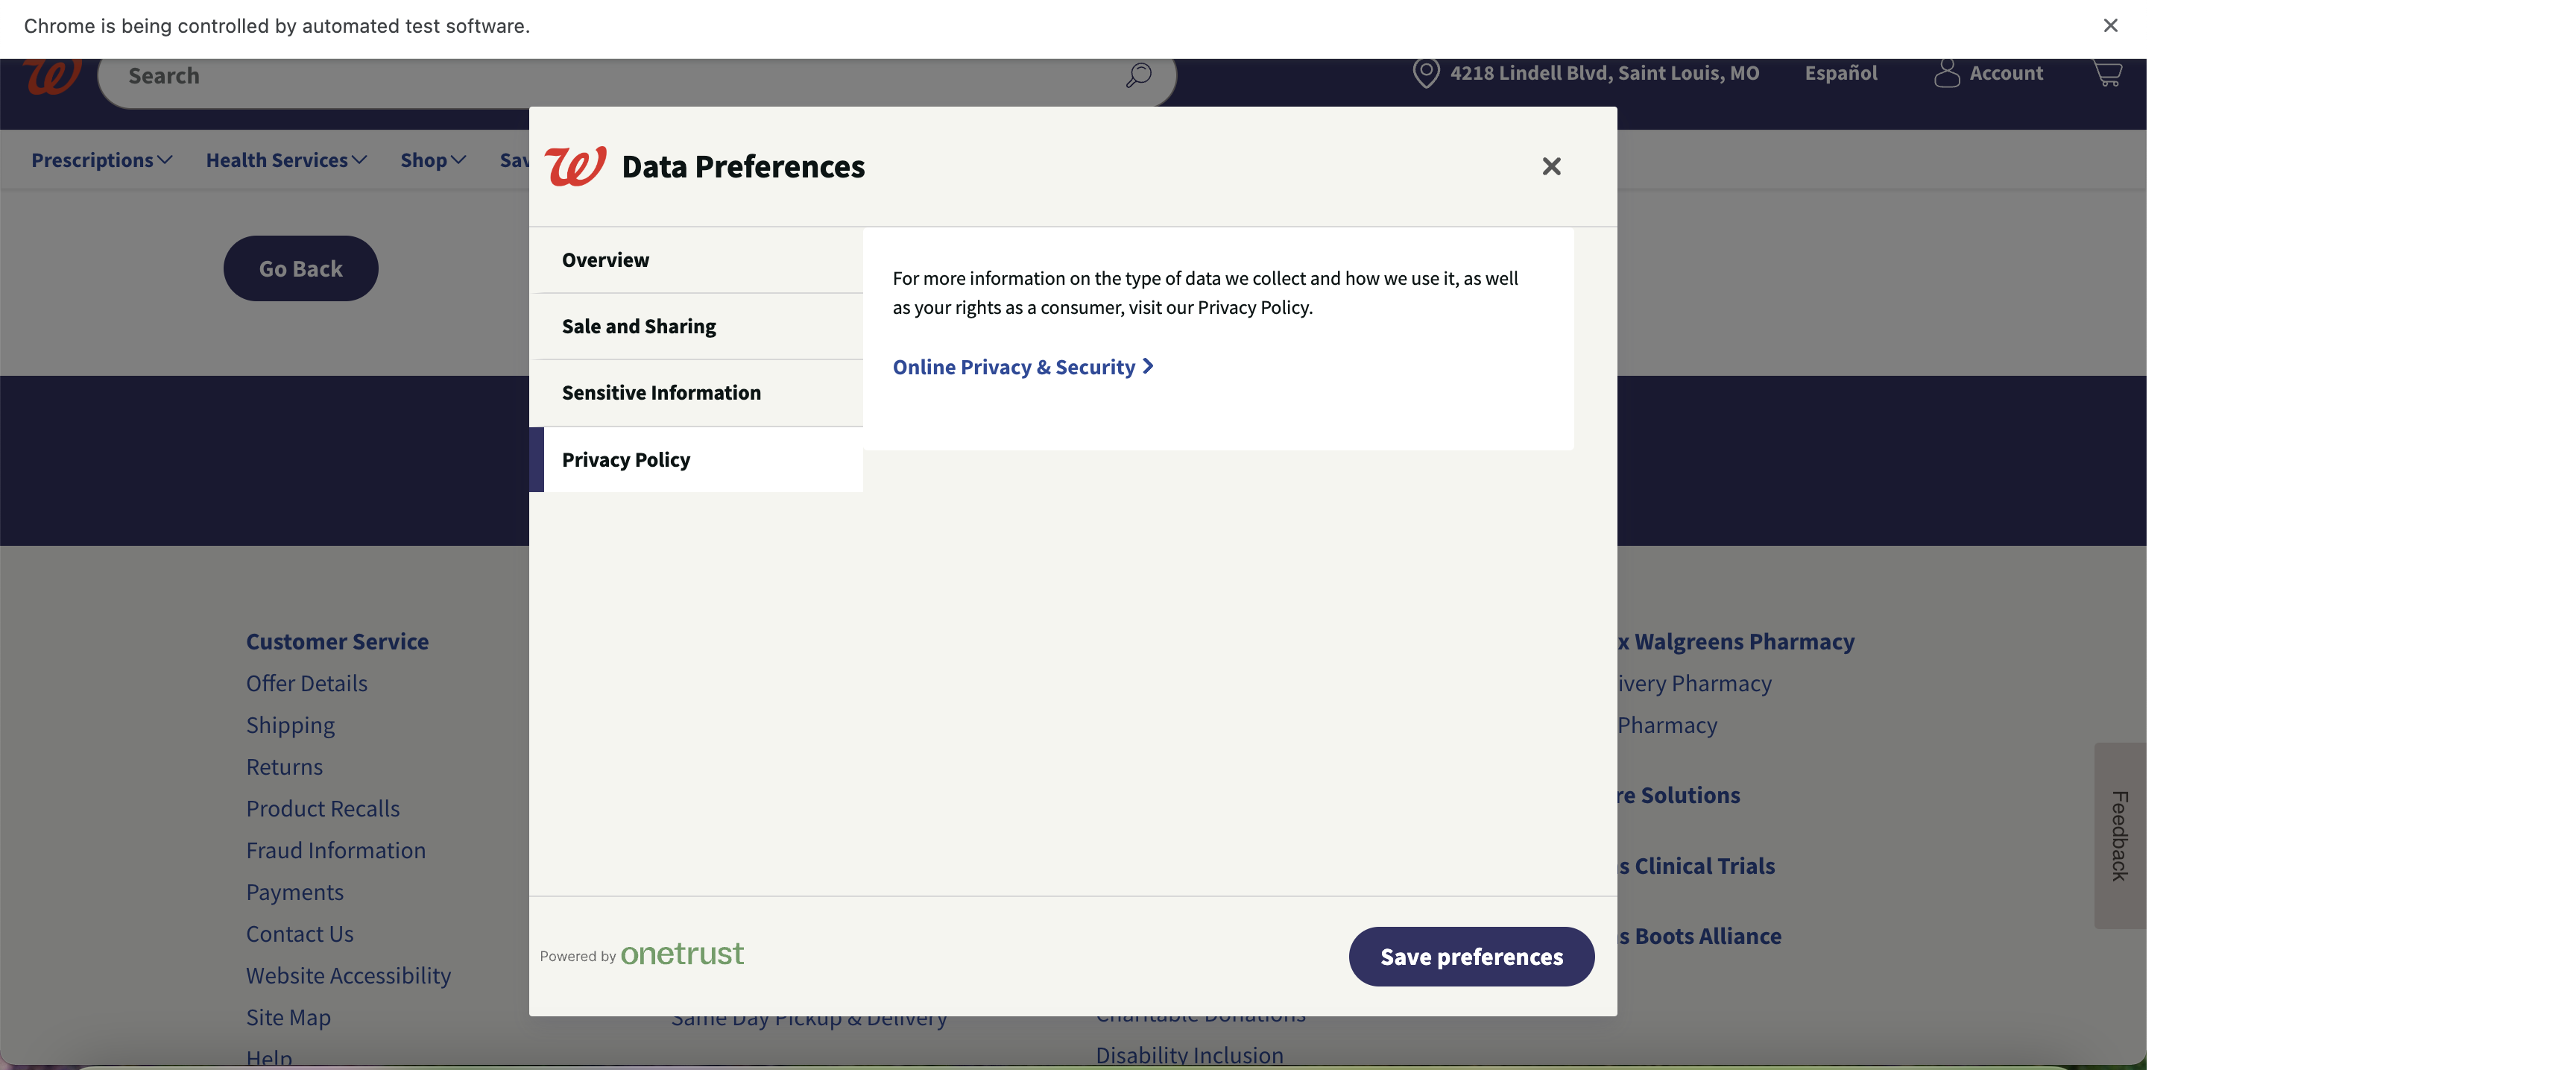 Chrome is being controlled by automated test software.
Search
4218 Lindell Blvd, Saint Louis, MO
Español
Account
Prescriptions
Health Services
Shop
Sav
Go Back
Data Preferences
Overview
Sale and Sharing
Sensitive Information
Privacy Policy
For more information on the type of data we collect and how we use it, as well
as your rights as a consumer, visit our Privacy Policy.
Online Privacy & Security
Powered by onetrust
Save preferences
Customer Service
Offer Details
Shipping
Returns
Product Recalls
Fraud Information
Payments
Contact Us
Website Accessibility
Site Map
Help
Same Day Pickup & Delivery
Charitable Donations
Disability Inclusion
x Walgreens Pharmacy
ivery Pharmacy
Pharmacy
re Solutions
s Clinical Trials
s Boots Alliance
Feedback